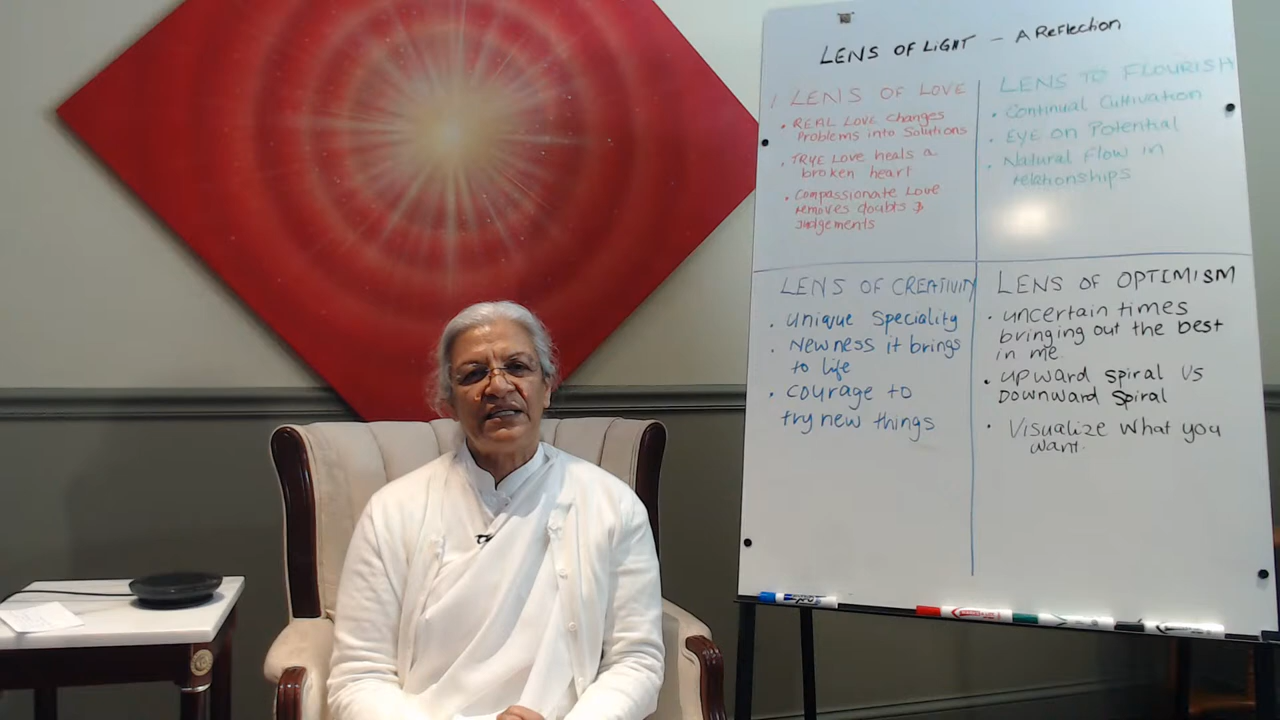 LENS OF LIGHT - A Reflection
1 LENS OF LOVE
• REAL LOVE Changes
Problems into Solutions
• TRYE LOVE heals a
broken heart
• Compassionate Love
removes doubts &
Judgements
LENS TO FLOURISH
• Continual Cultivation
• EYE on Potential
• Natural Flow in
relationships
LENS OF CREATIVITY
• Unique Speciality
• Newness it brings
to life
• Courage to
try new things
LENS OF OPTIMISM
• uncertain times
bringing out the best
in me.
• upward spiral vs
Downward spiral
• Visualize what you
want.